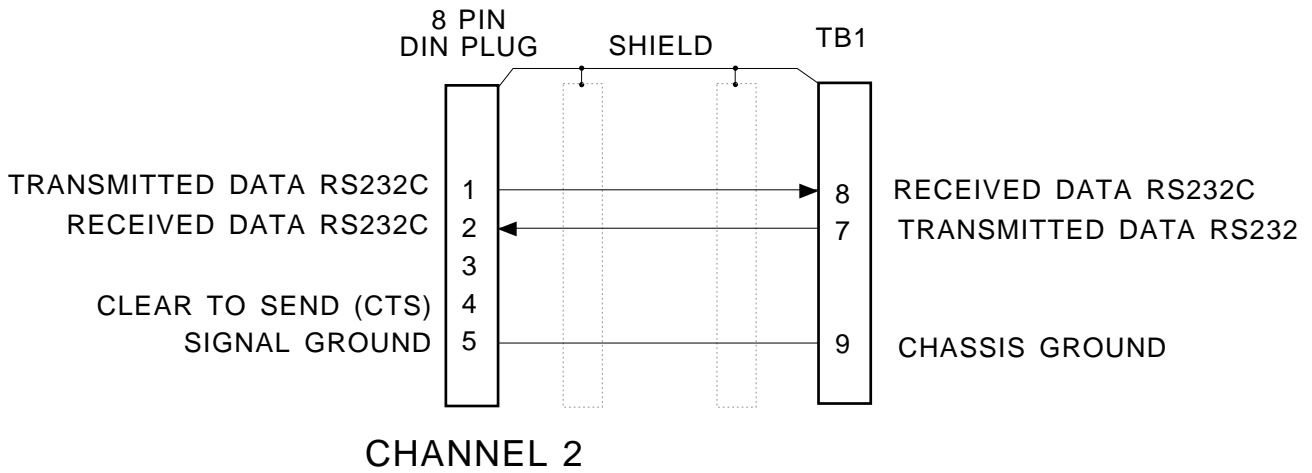 8 PIN
DIN PLUG
SHIELD
TB1
TRANSMITTED DATA RS232C 1 8 RECEIVED DATA RS232C
RECEIVED DATA RS232C 2 7 TRANSMITTED DATA RS232
3
CLEAR TO SEND (CTS) 4
SIGNAL GROUND 5 9 CHASSIS GROUND
CHANNEL 2